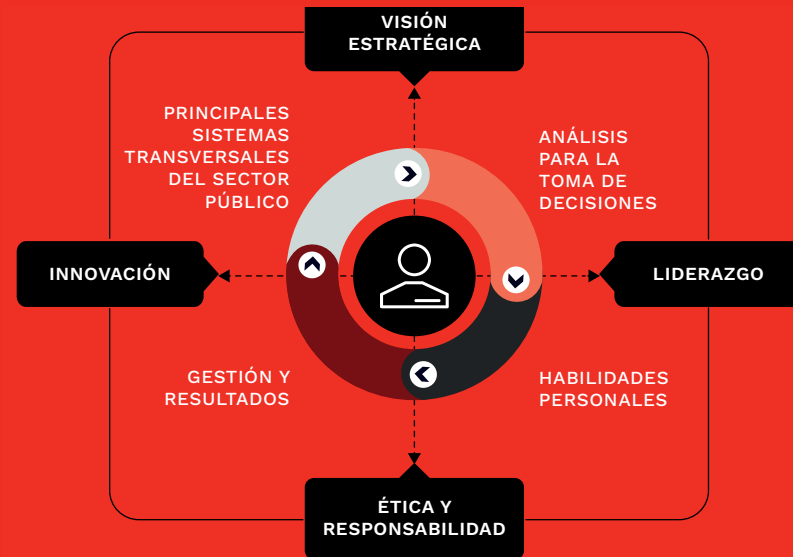 VISIÓN
ESTRATÉGICA
PRINCIPALES
SISTEMAS
TRANSVERSALES
DEL SECTOR
PÚBLICO
ANÁLISIS
PARA LA
TOMA DE
DECISIONES
INNOVACIÓN
LIDERAZGO
GESTIÓN Y
RESULTADOS
HABILIDADES
PERSONALES
ÉTICA Y
RESPONSABILIDAD